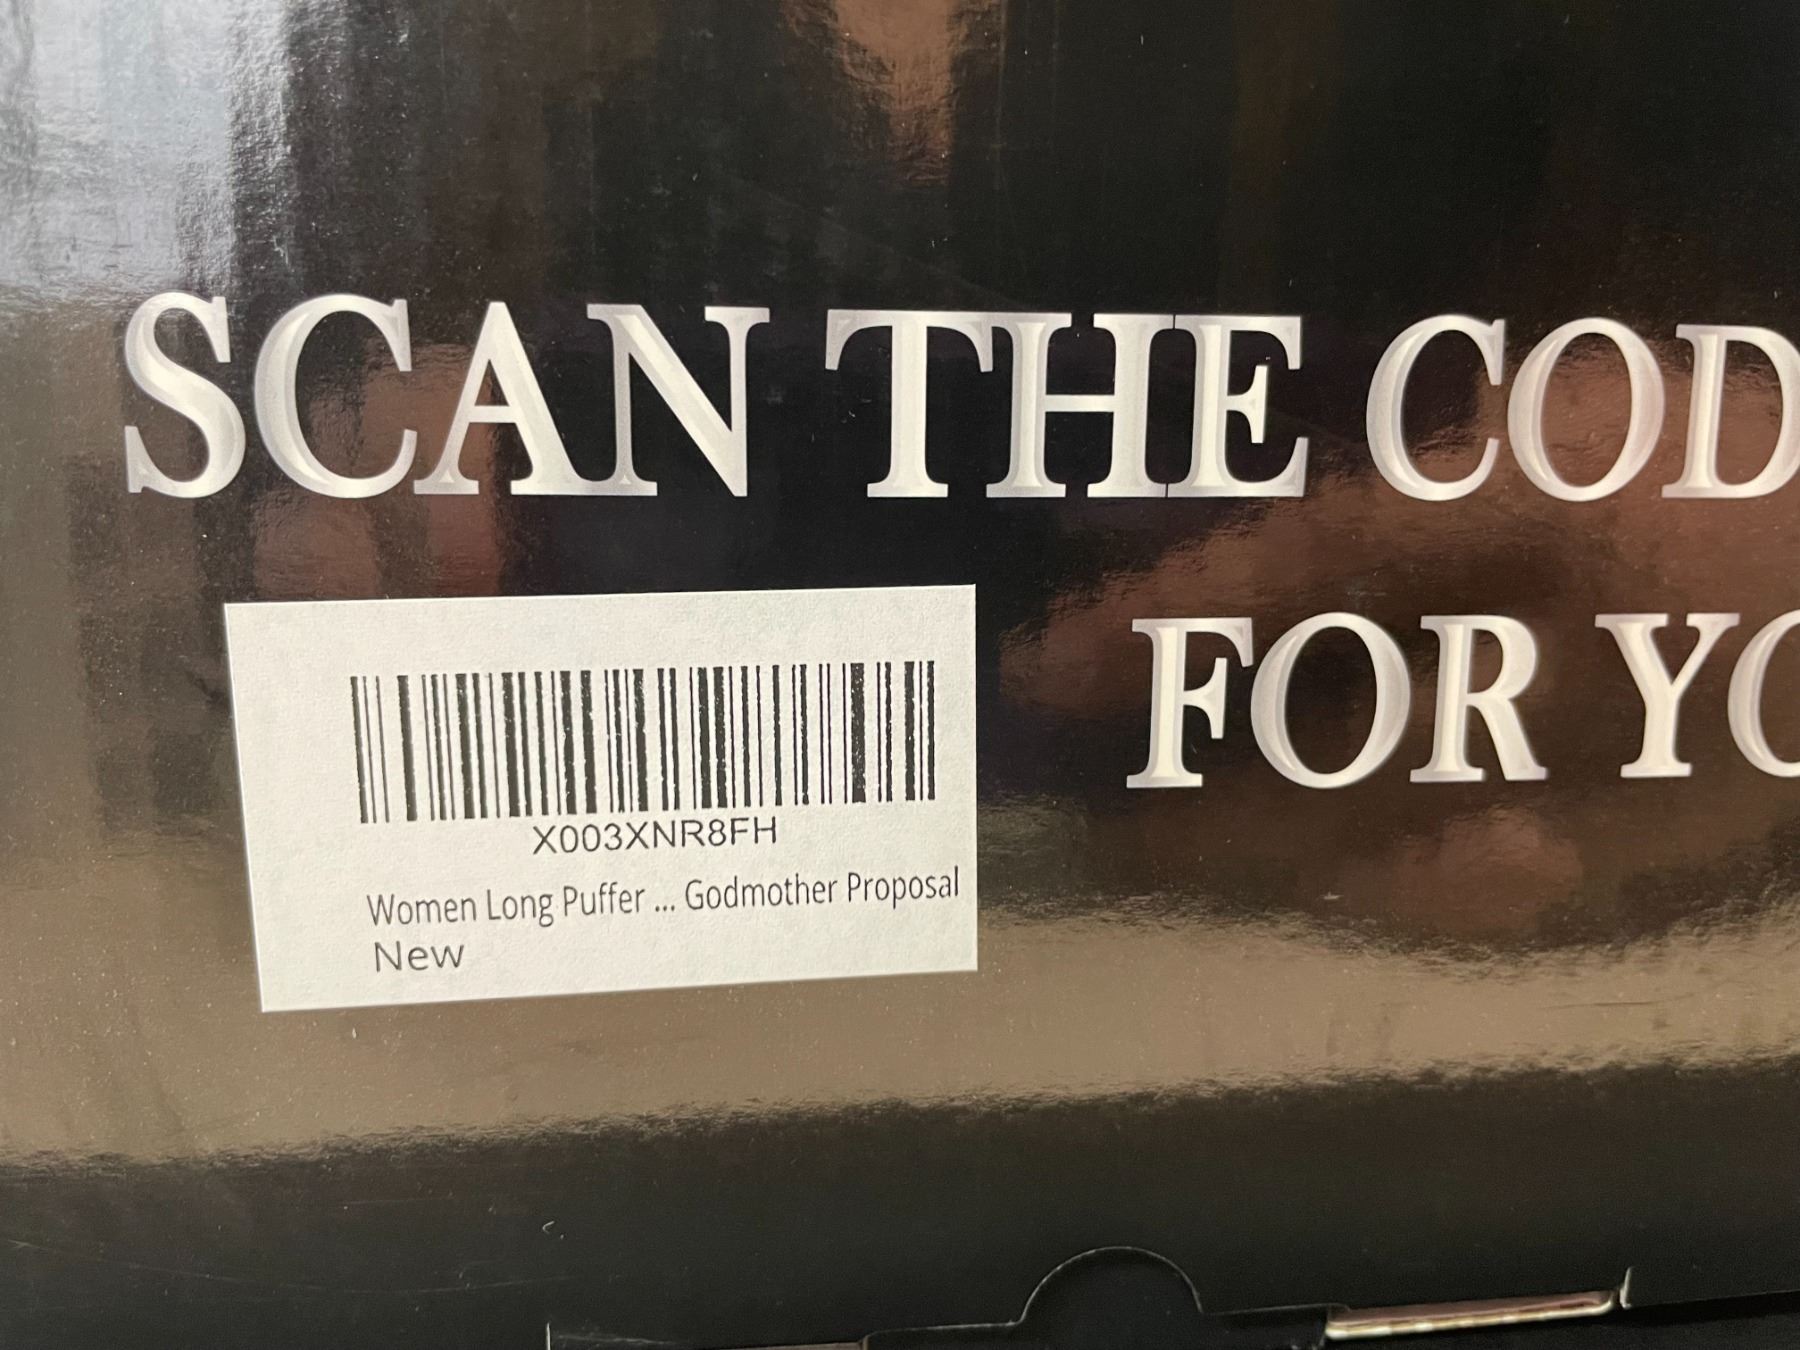 SCAN THE COD
FOR YO
X003XNR8FH
Women Long Puffer ... Godmother Proposal
New